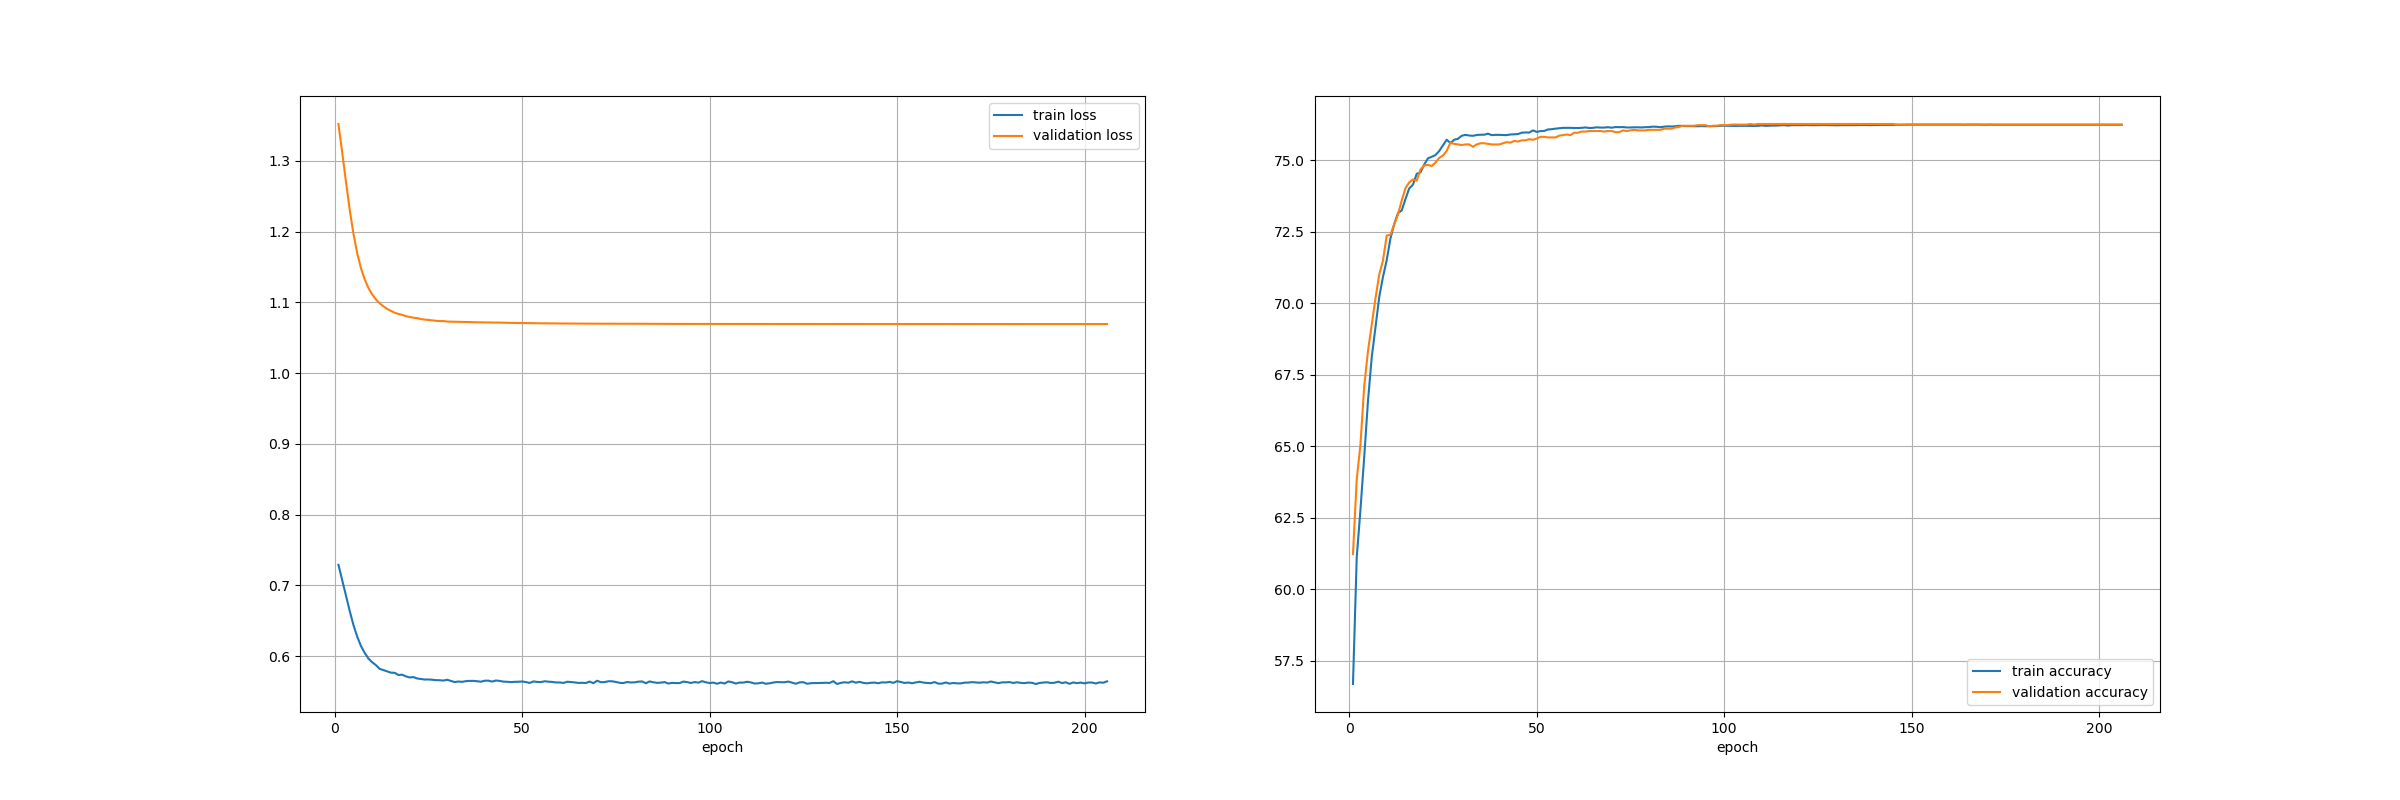 train loss
validation loss
1.3
1.2
1.1
1.0
0.9
0.8
0.7
0.6
0 50 100 150 200
epoch
75.0
72.5
70.0
67.5
65.0
62.5
60.0
57.5
train accuracy
validation accuracy
0 50 100 150 200
epoch